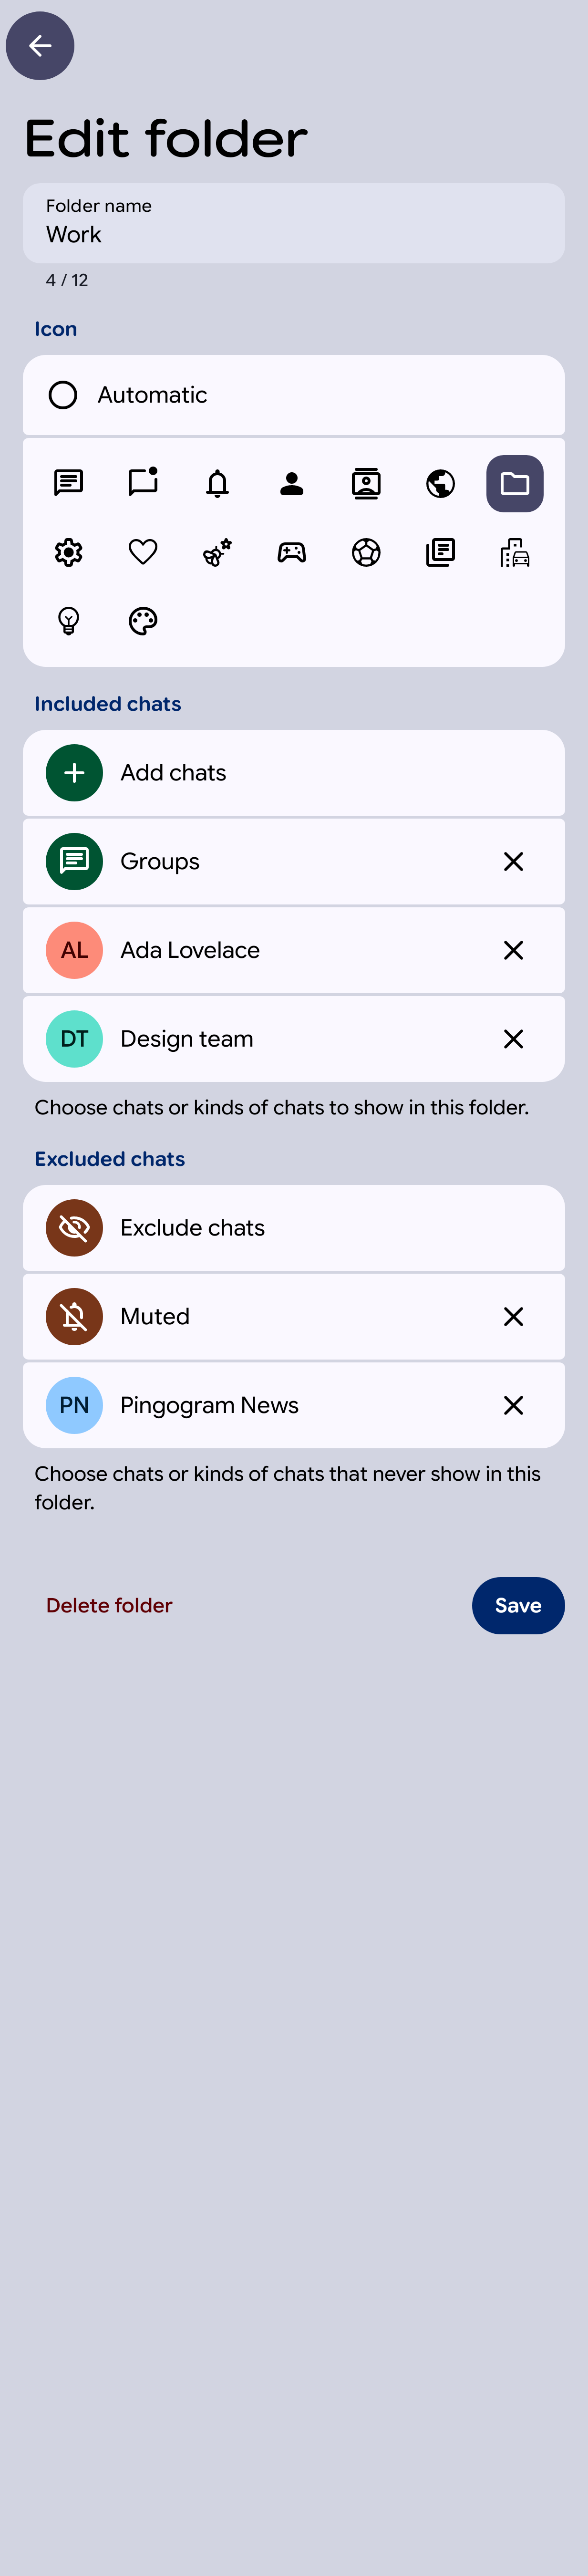 Edit folder
Folder name
Work
4 / 12
Icon
Automatic
Included chats
Add chats
Groups
AL Ada Lovelace
DT Design team
Choose chats or kinds of chats to show in this folder.
Excluded chats
Exclude chats
Muted
PN Pingogram News
Choose chats or kinds of chats that never show in this
folder.
Delete folder Save